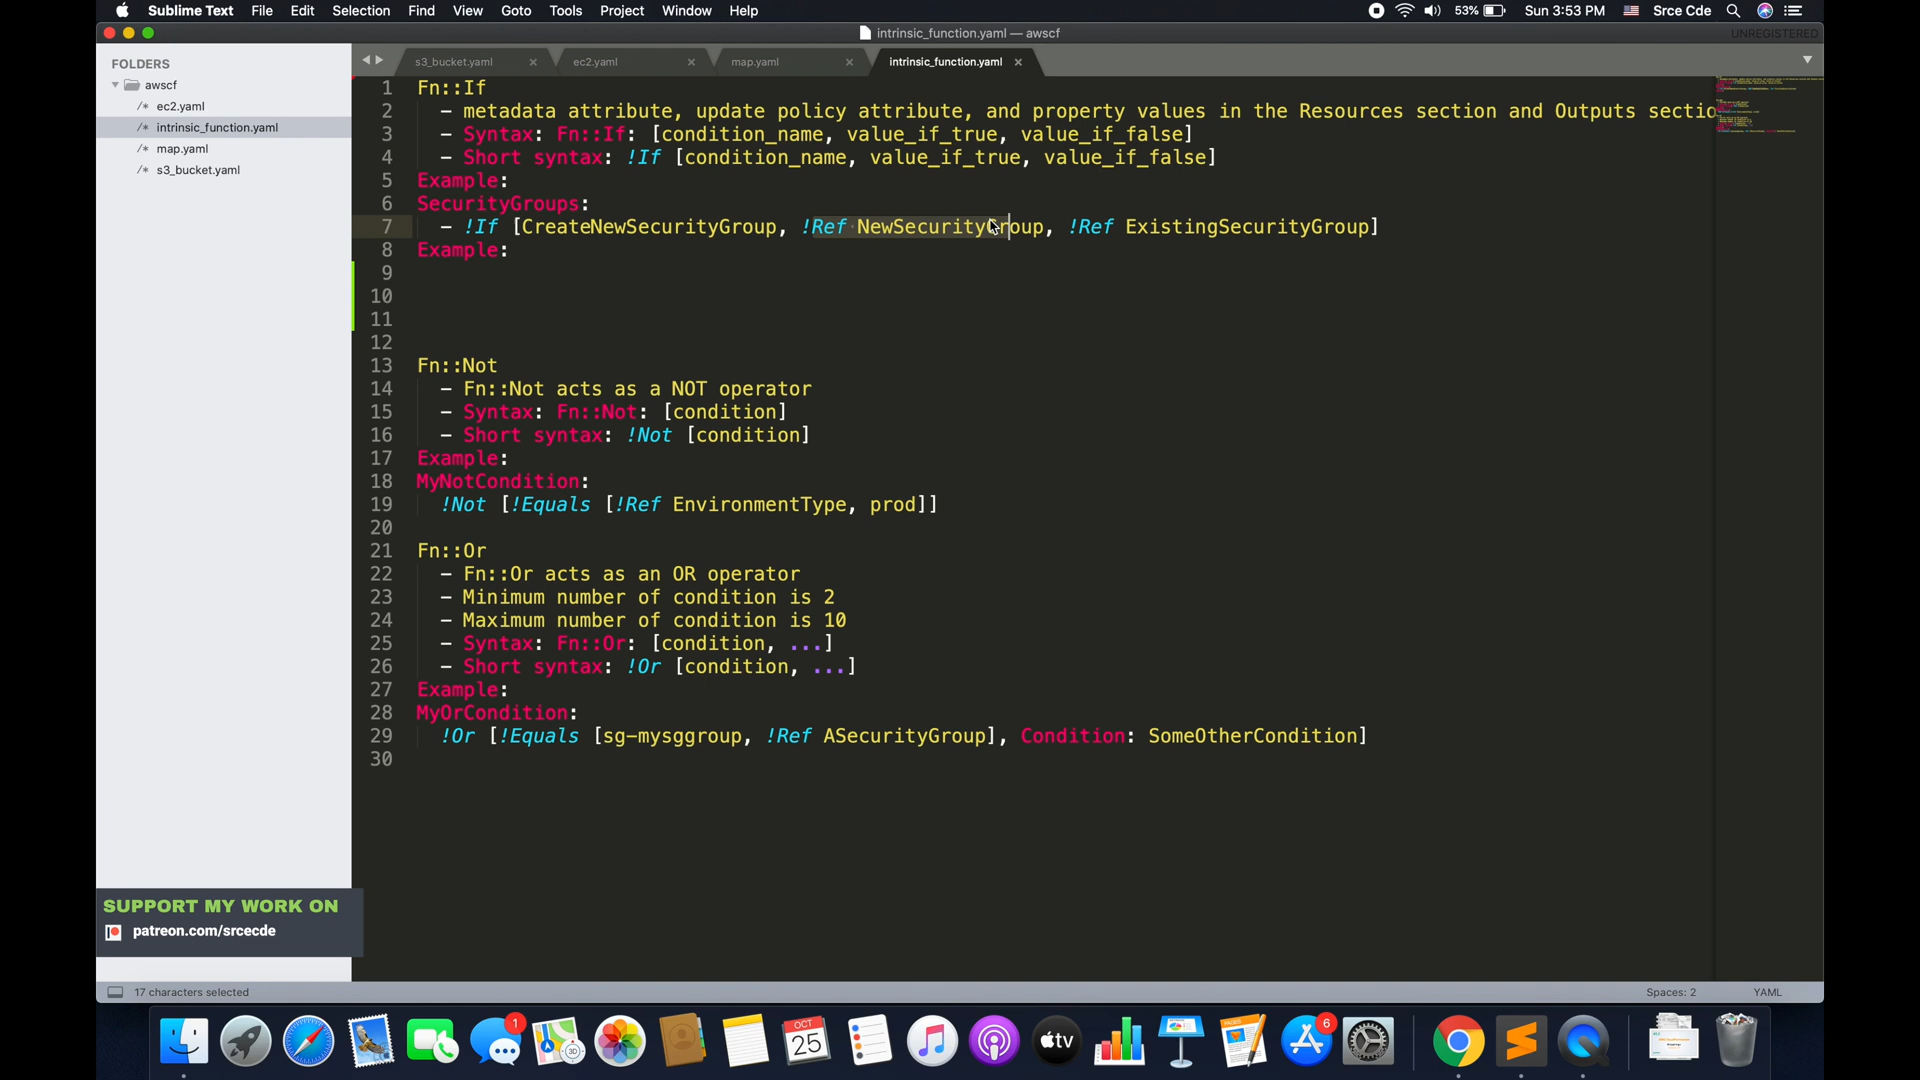 Sublime Text File Edit Selection Find View Goto Tools Project Window Help 53% Sun 3:53 PM Srce Cde
intrinsic_function.yaml — awscf UNREGISTERED
FOLDERS
awscf
/* ec2.yaml
/* intrinsic_function.yaml
/* map.yaml
/* s3_bucket.yaml
s3_bucket.yaml × ec2.yaml × map.yaml × intrinsic_function.yaml ×
1 Fn::If
2 - metadata attribute, update policy attribute, and property values in the Resources section and Outputs sectio
3 - Syntax: Fn::If: [condition_name, value_if_true, value_if_false]
4 - Short syntax: !If [condition_name, value_if_true, value_if_false]
5 Example:
6 SecurityGroups:
7 - !If [CreateNewSecurityGroup, !Ref NewSecurityGroup, !Ref ExistingSecurityGroup]
8 Example:
9
10
11
12
13 Fn::Not
14 - Fn::Not acts as a NOT operator
15 - Syntax: Fn::Not: [condition]
16 - Short syntax: !Not [condition]
17 Example:
18 MyNotCondition:
19 !Not [!Equals [!Ref EnvironmentType, prod]]
20
21 Fn::Or
22 - Fn::Or acts as an OR operator
23 - Minimum number of condition is 2
24 - Maximum number of condition is 10
25 - Syntax: Fn::Or: [condition, ...]
26 - Short syntax: !Or [condition, ...]
27 Example:
28 MyOrCondition:
29 !Or [!Equals [sg-mysggroup, !Ref ASecurityGroup], Condition: SomeOtherCondition]
30
SUPPORT MY WORK ON
patreon.com/srcecde
17 characters selected Spaces: 2 YAML
1
OCT
25
tv
6
3D